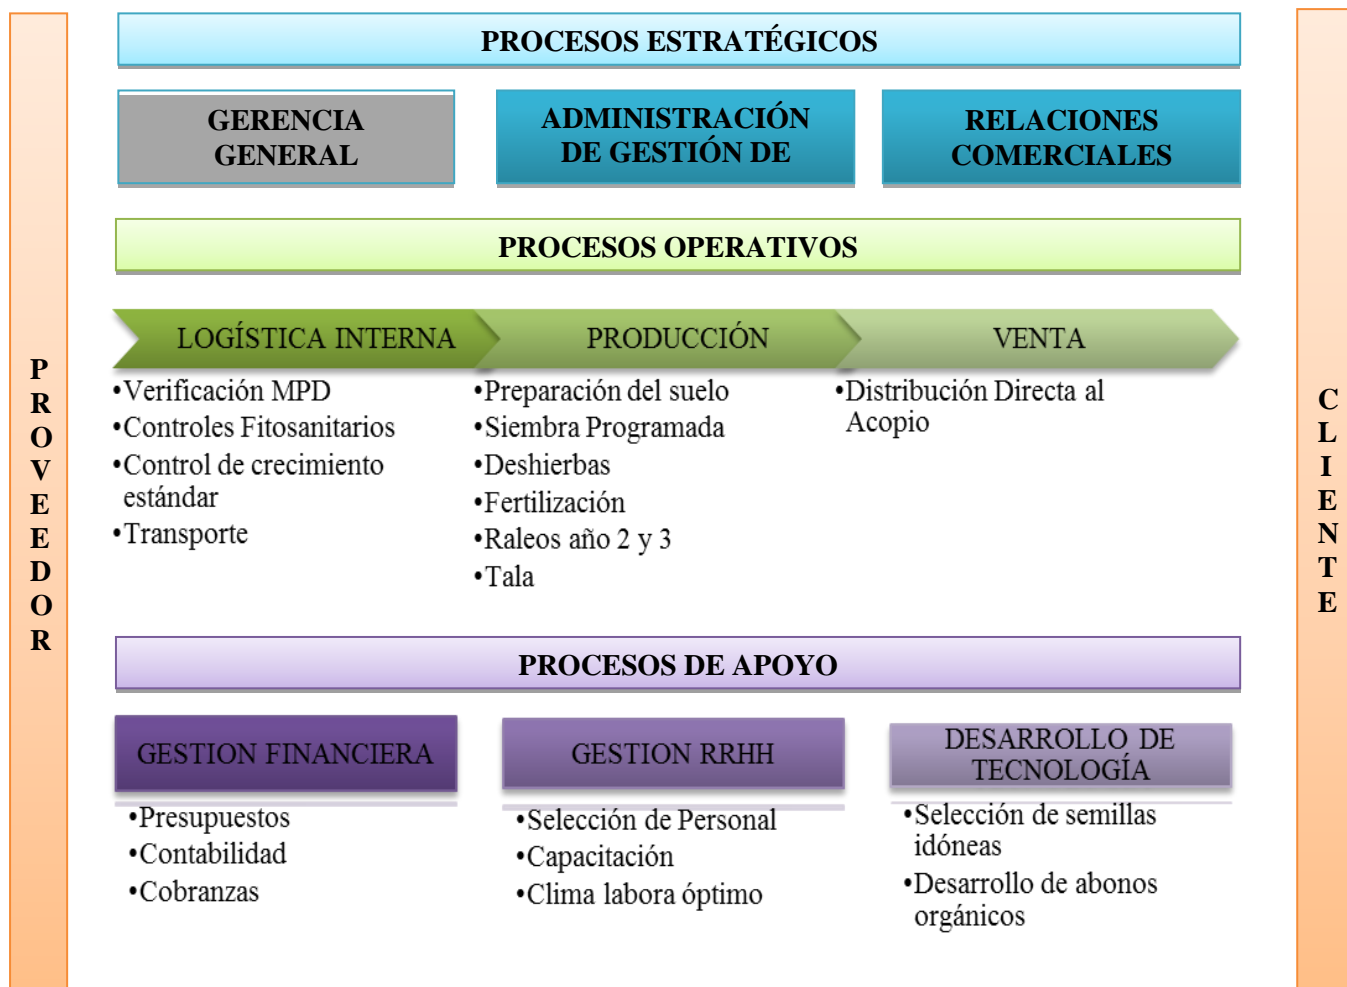 PROCESOS ESTRATÉGICOS
GERENCIA
GENERAL
ADMINISTRACIÓN
DE GESTIÓN DE
RELACIONES
COMERCIALES
PROCESOS OPERATIVOS
LOGÍSTICA INTERNA
•Verificación MPD
•Controles Fitosanitarios
•Control de crecimiento
estándar
•Transporte
PRODUCCIÓN
•Preparación del suelo
•Siembra Programada
•Deshierbas
•Fertilización
•Raleos año 2 y 3
•Tala
VENTA
•Distribución Directa al
Acopio
PROCESOS DE APOYO
GESTION FINANCIERA
•Presupuestos
•Contabilidad
•Cobranzas
GESTION RRHH
•Selección de Personal
•Capacitación
•Clima labora óptimo
DESARROLLO DE
TECNOLOGÍA
•Selección de semillas
idóneas
•Desarrollo de abonos
orgánicos
P
R
O
V
E
E
D
O
R
C
L
I
E
N
T
E